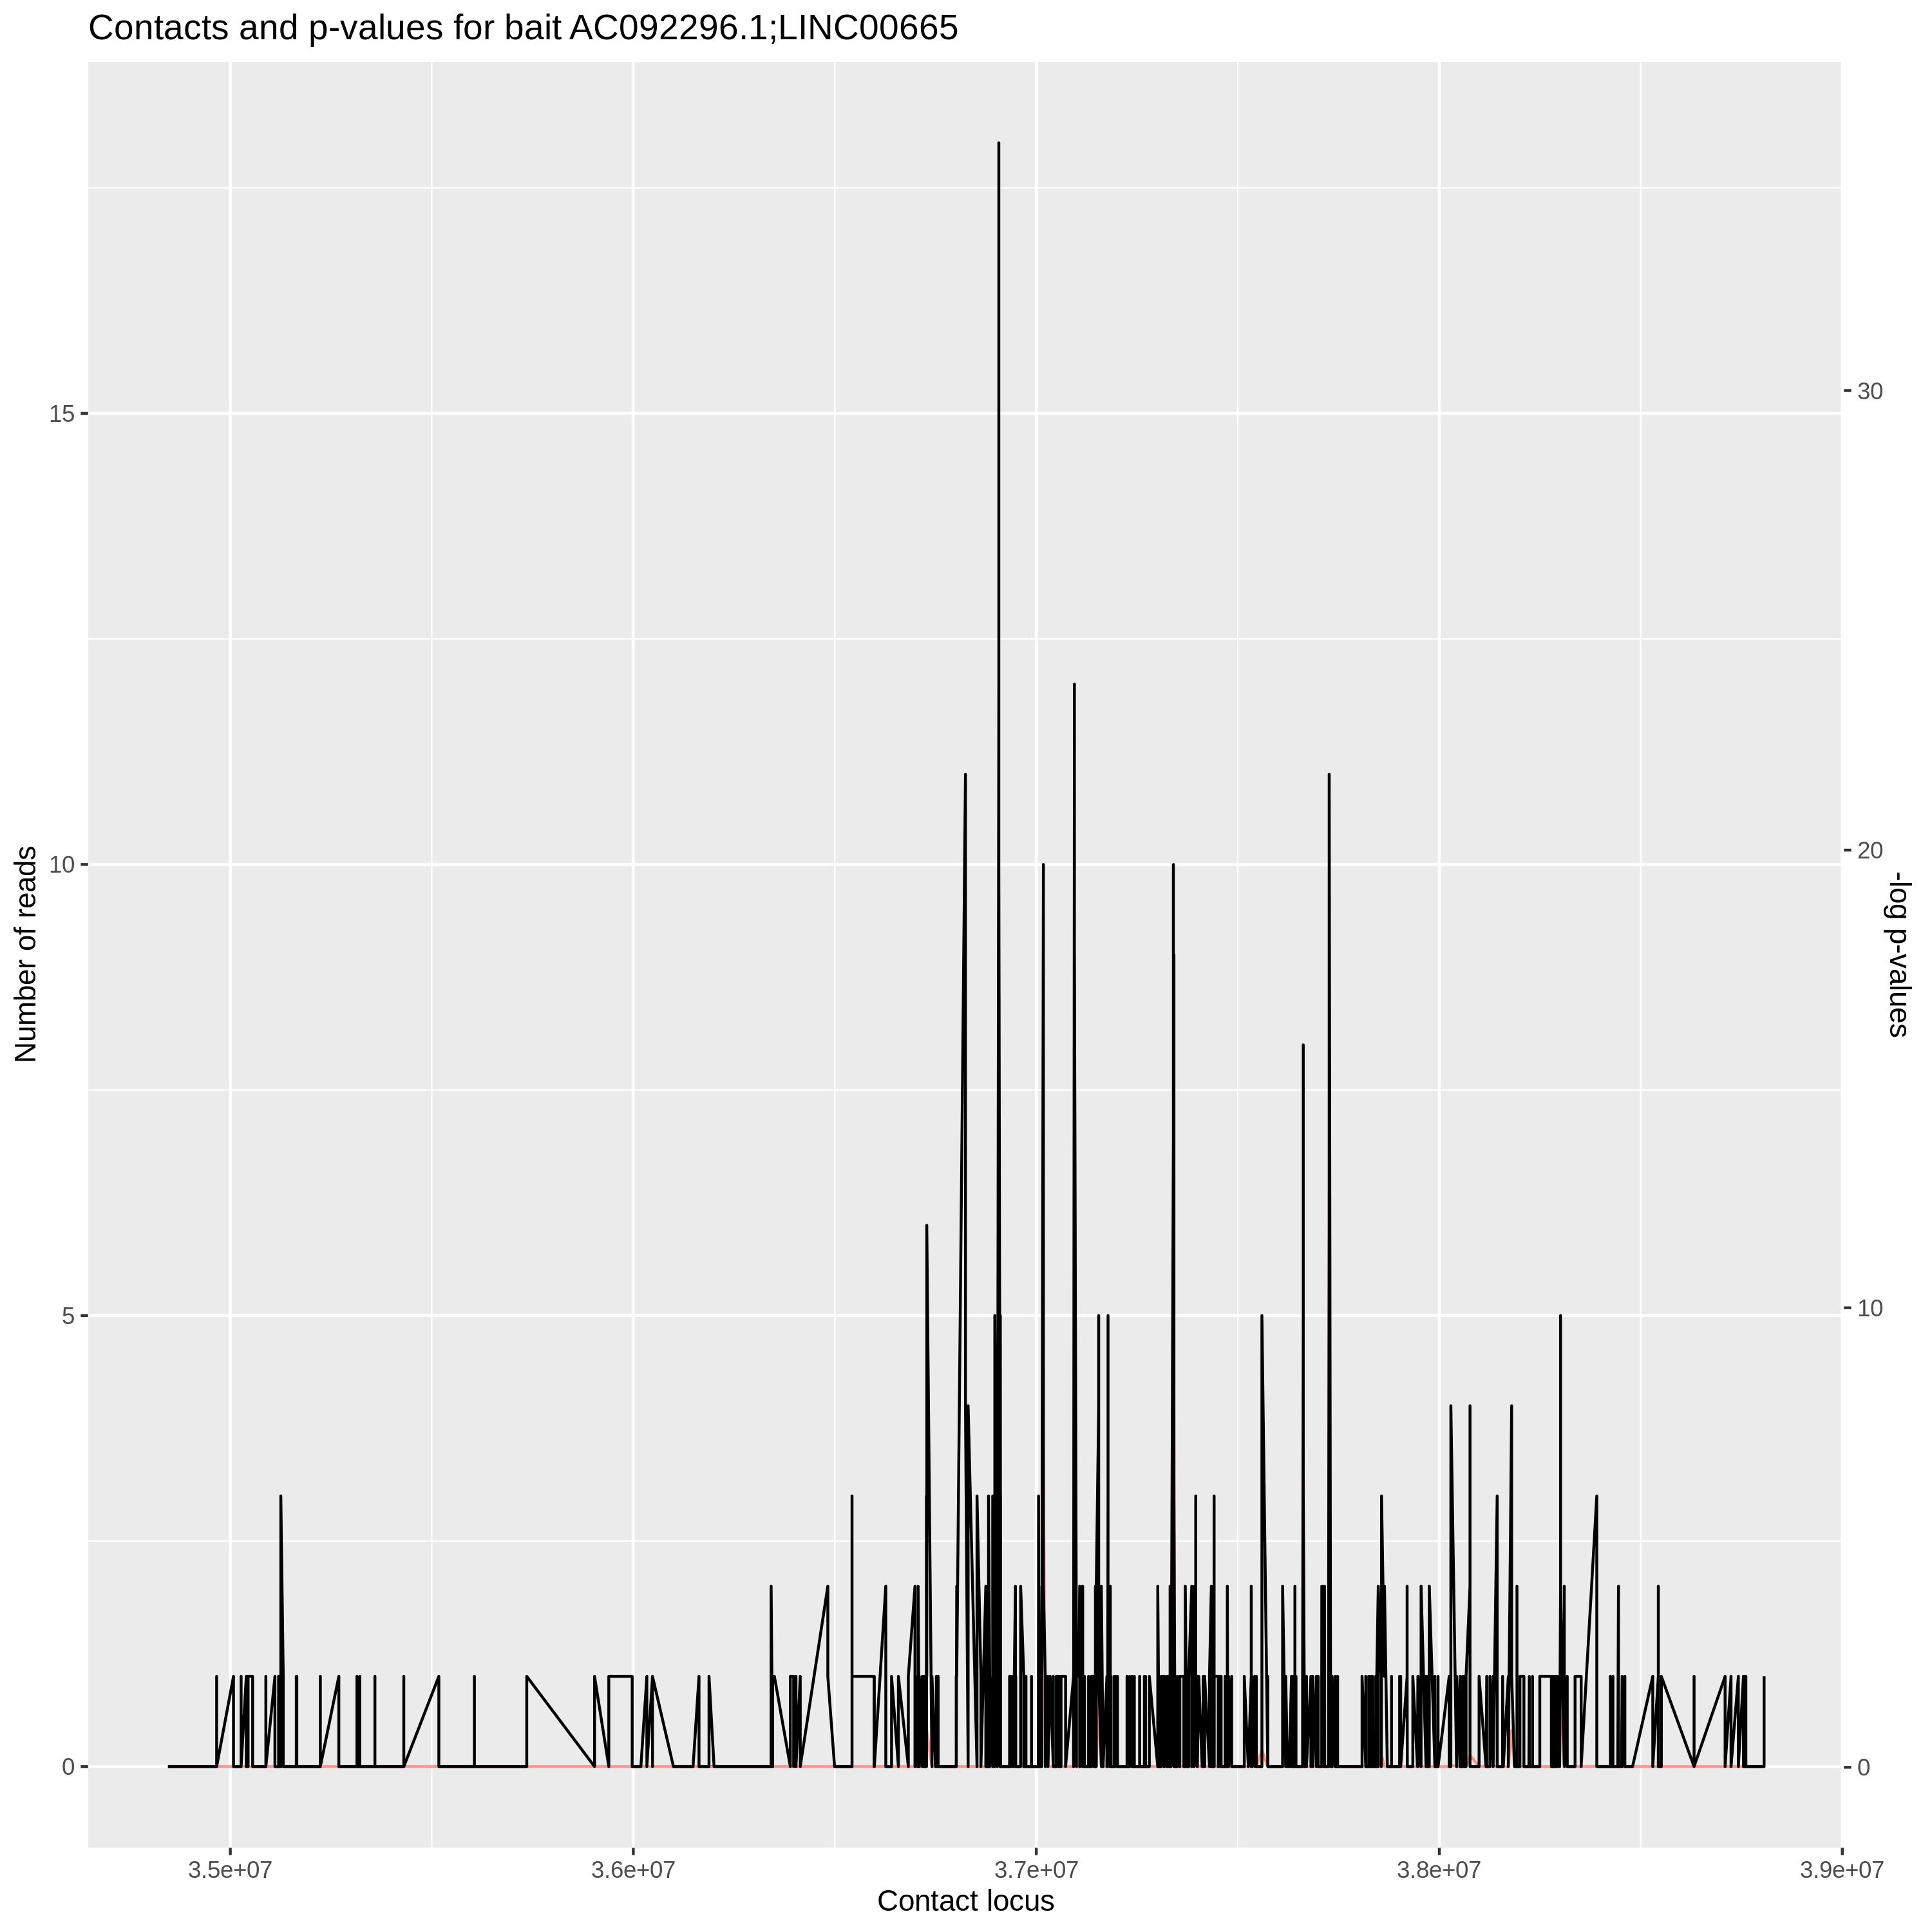 Contacts and p-values for bait AC092296.1;LINC00665
Number of reads
15
10
5
0
30
20
10
0
-log p-values
3.5e+07
3.6e+07
3.7e+07
3.8e+07
3.9e+07
Contact locus